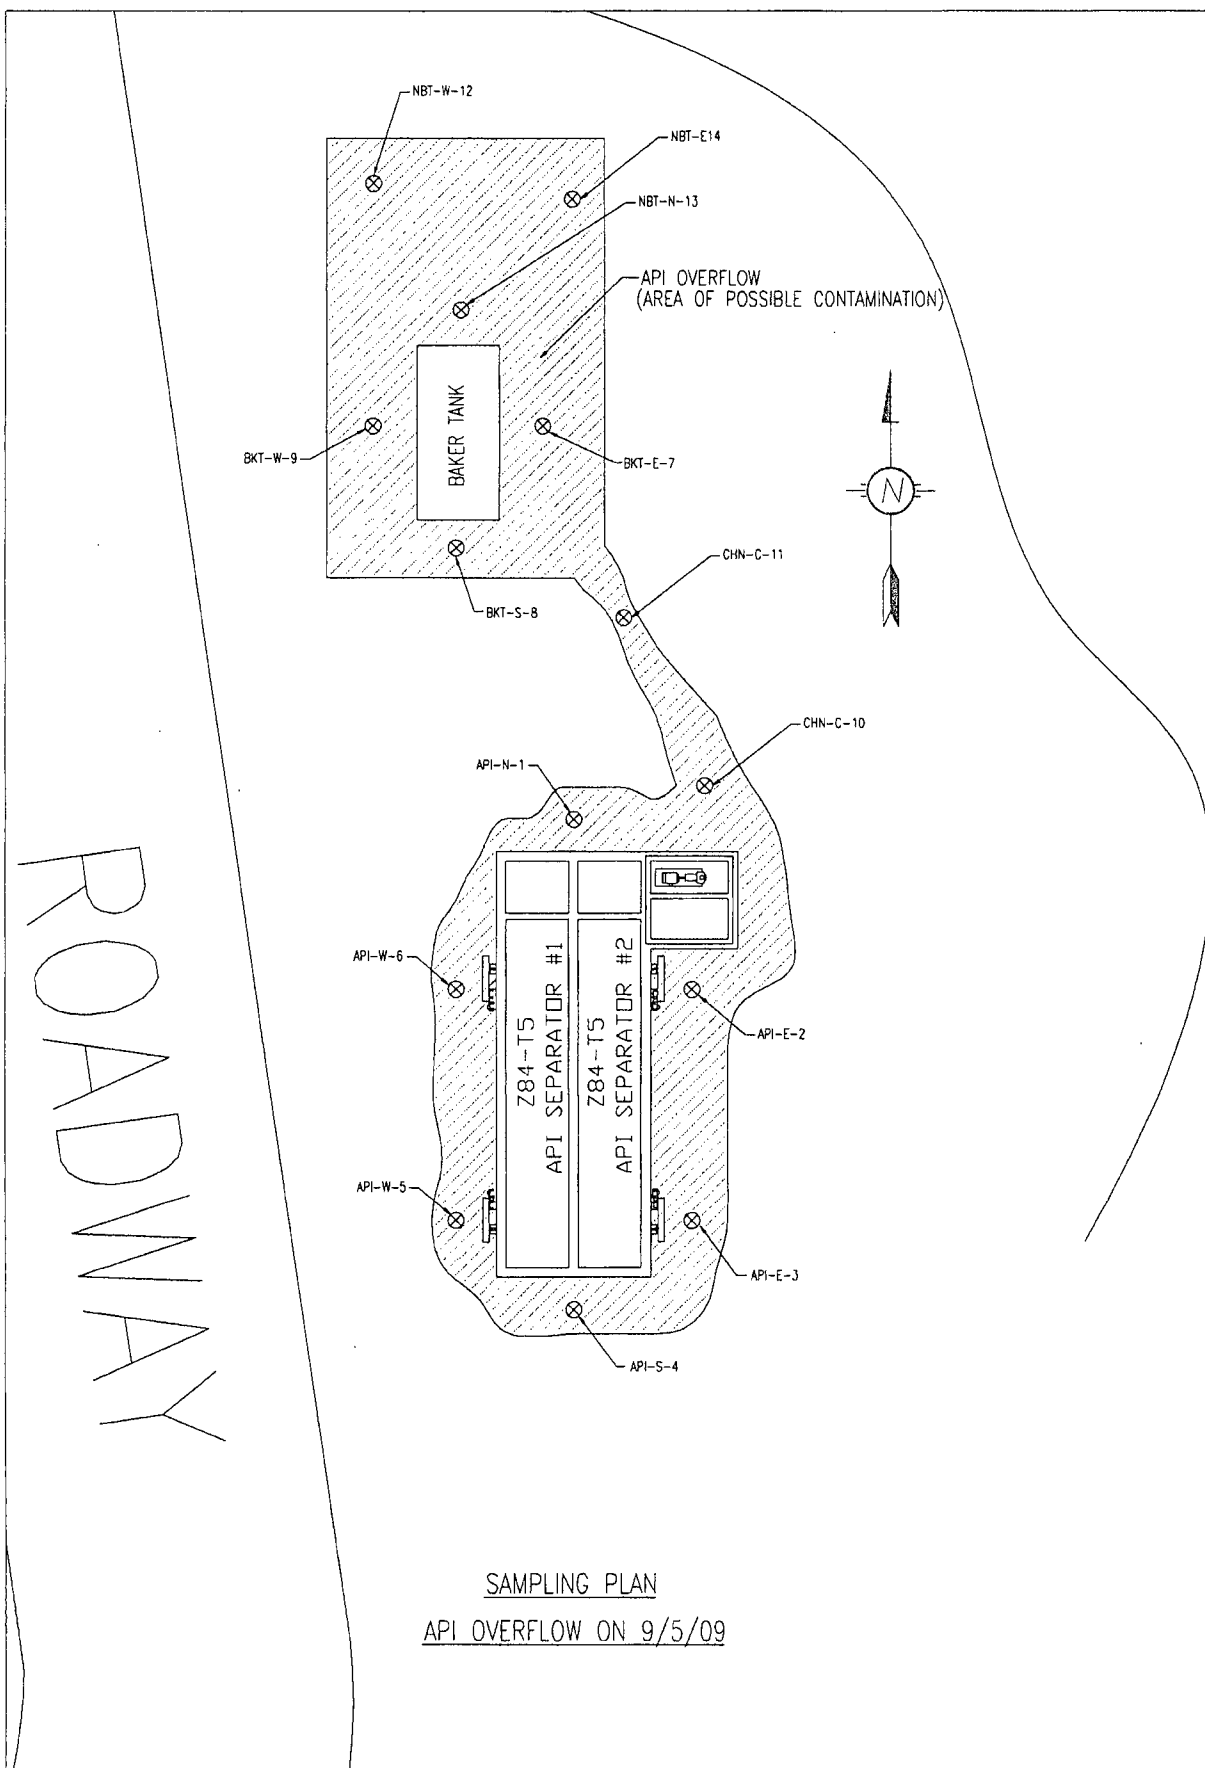 NBT-W-12
NBT-E14
NBT-N-13
API OVERFLOW
(AREA OF POSSIBLE CONTAMINATION)
BAKER TANK
BKT-W-9
BKT-E-7
N
CHN-C-11
BKT-S-8
CHN-C-10
API-N-1
ROADWAY
API-W-6
Z84-T5
API SEPARATOR #1
Z84-T5
API SEPARATOR #2
API-E-2
API-W-5
API-E-3
API-S-4
SAMPLING PLAN
API OVERFLOW ON 9/5/09